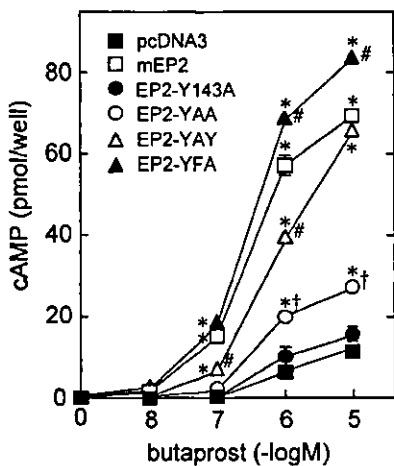 pcDNA3
mEP2
EP2-Y143A
EP2-YAA
EP2-YAY
EP2-YFA
cAMP (pmol/well)
80
60
40
20
0
* #
* #
*
*
*
* #
*
*
* #
* †
* †
0 8 7 6 5
butaprost (-logM)